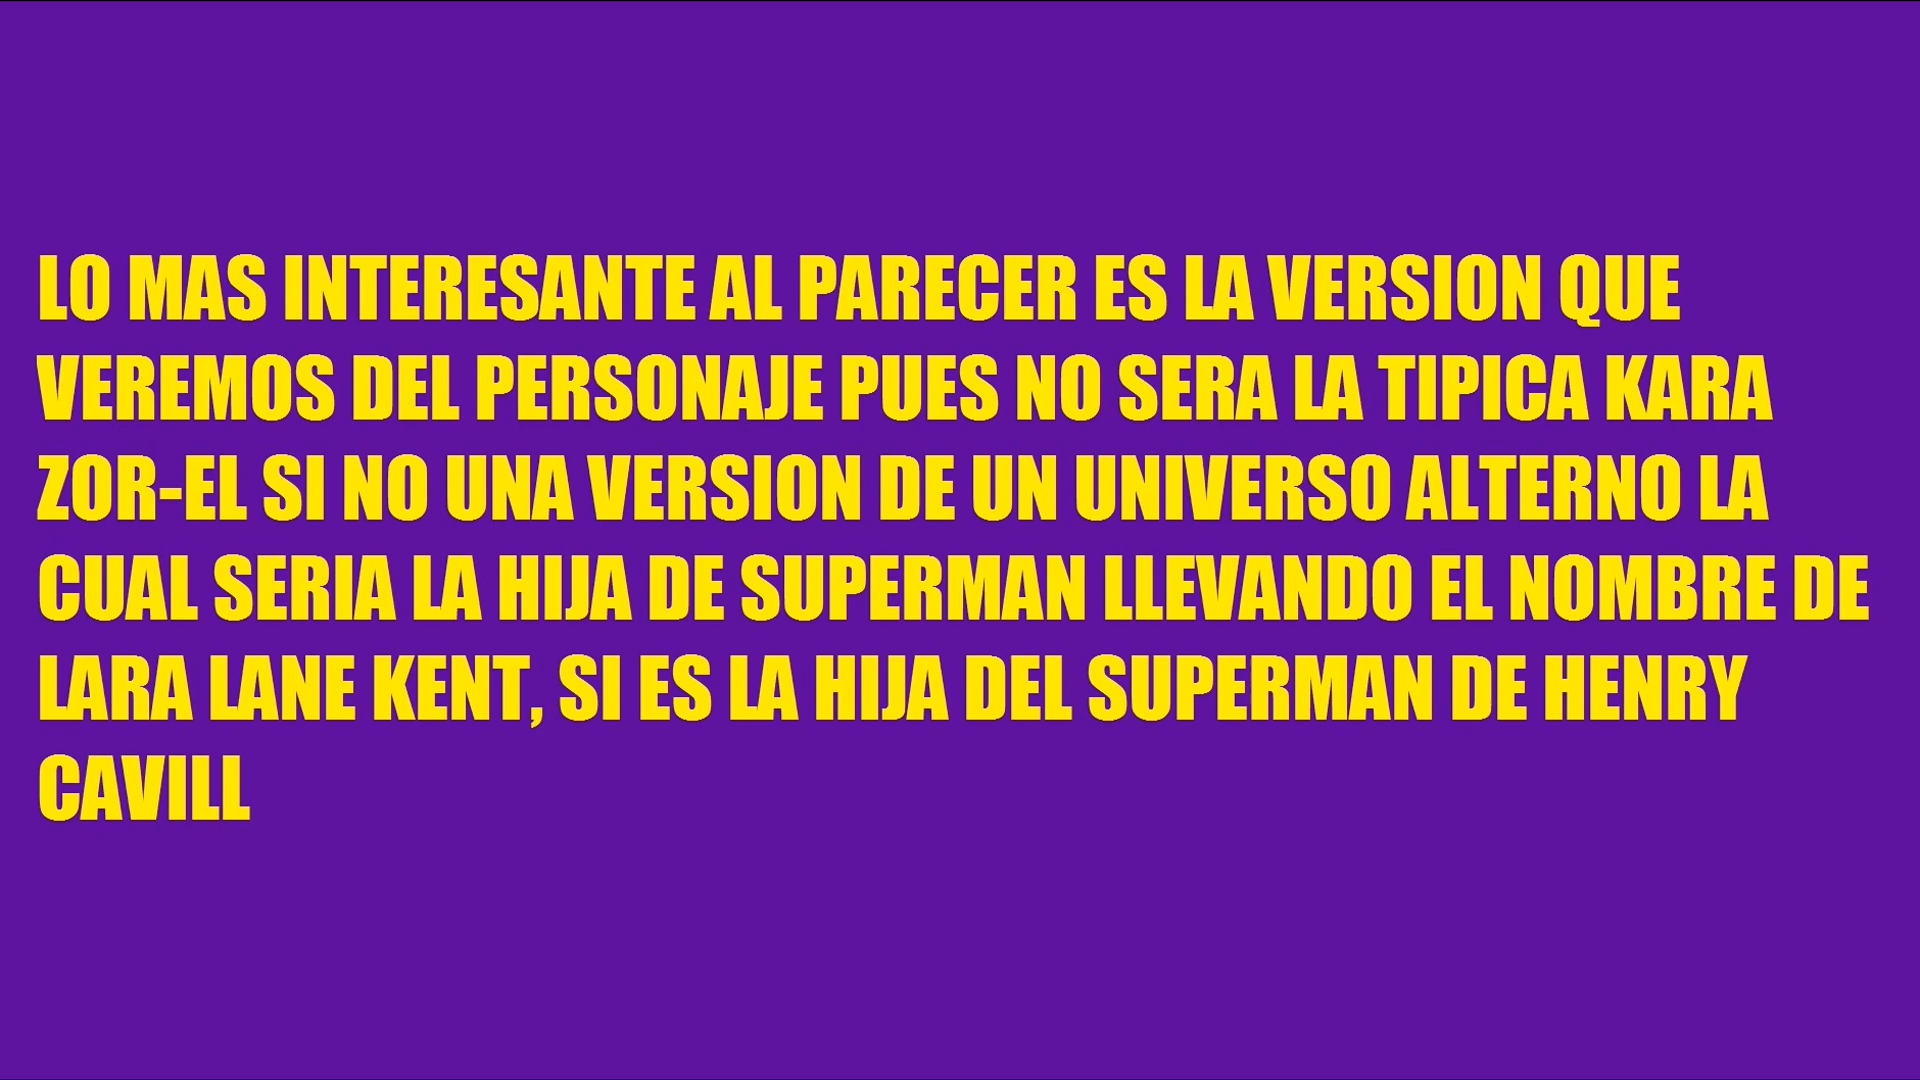 LO MAS INTERESANTE AL PARECER ES LA VERSION QUE
VEREMOS DEL PERSONAJE PUES NO SERA LA TIPICA KARA
ZOR-EL SI NO UNA VERSION DE UN UNIVERSO ALTERNO LA
CUAL SERIA LA HIJA DE SUPERMAN LLEVANDO EL NOMBRE DE
LARA LANE KENT, SI ES LA HIJA DEL SUPERMAN DE HENRY
CAVILL